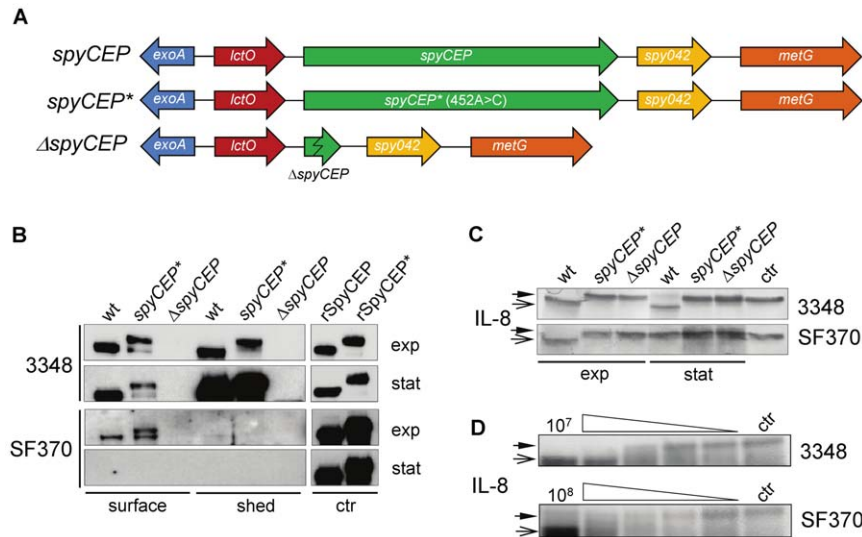 A
spyCEP exoA lctO spyCEP spy042 metG
spyCEP* exoA lctO spyCEP* (452A>C) spy042 metG
ΔspyCEP exoA lctO spy042 metG
ΔspyCEP
B
wt spyCEP* ΔspyCEP wt spyCEP* ΔspyCEP rSpyCEP rSpyCEP*
3348 exp
stat
SF370 exp
stat
surface shed ctr
C
wt spyCEP* ΔspyCEP wt spyCEP* ΔspyCEP ctr
IL-8 3348
SF370
exp stat
D
10⁷ ctr
3348
IL-8
10⁸ ctr
SF370